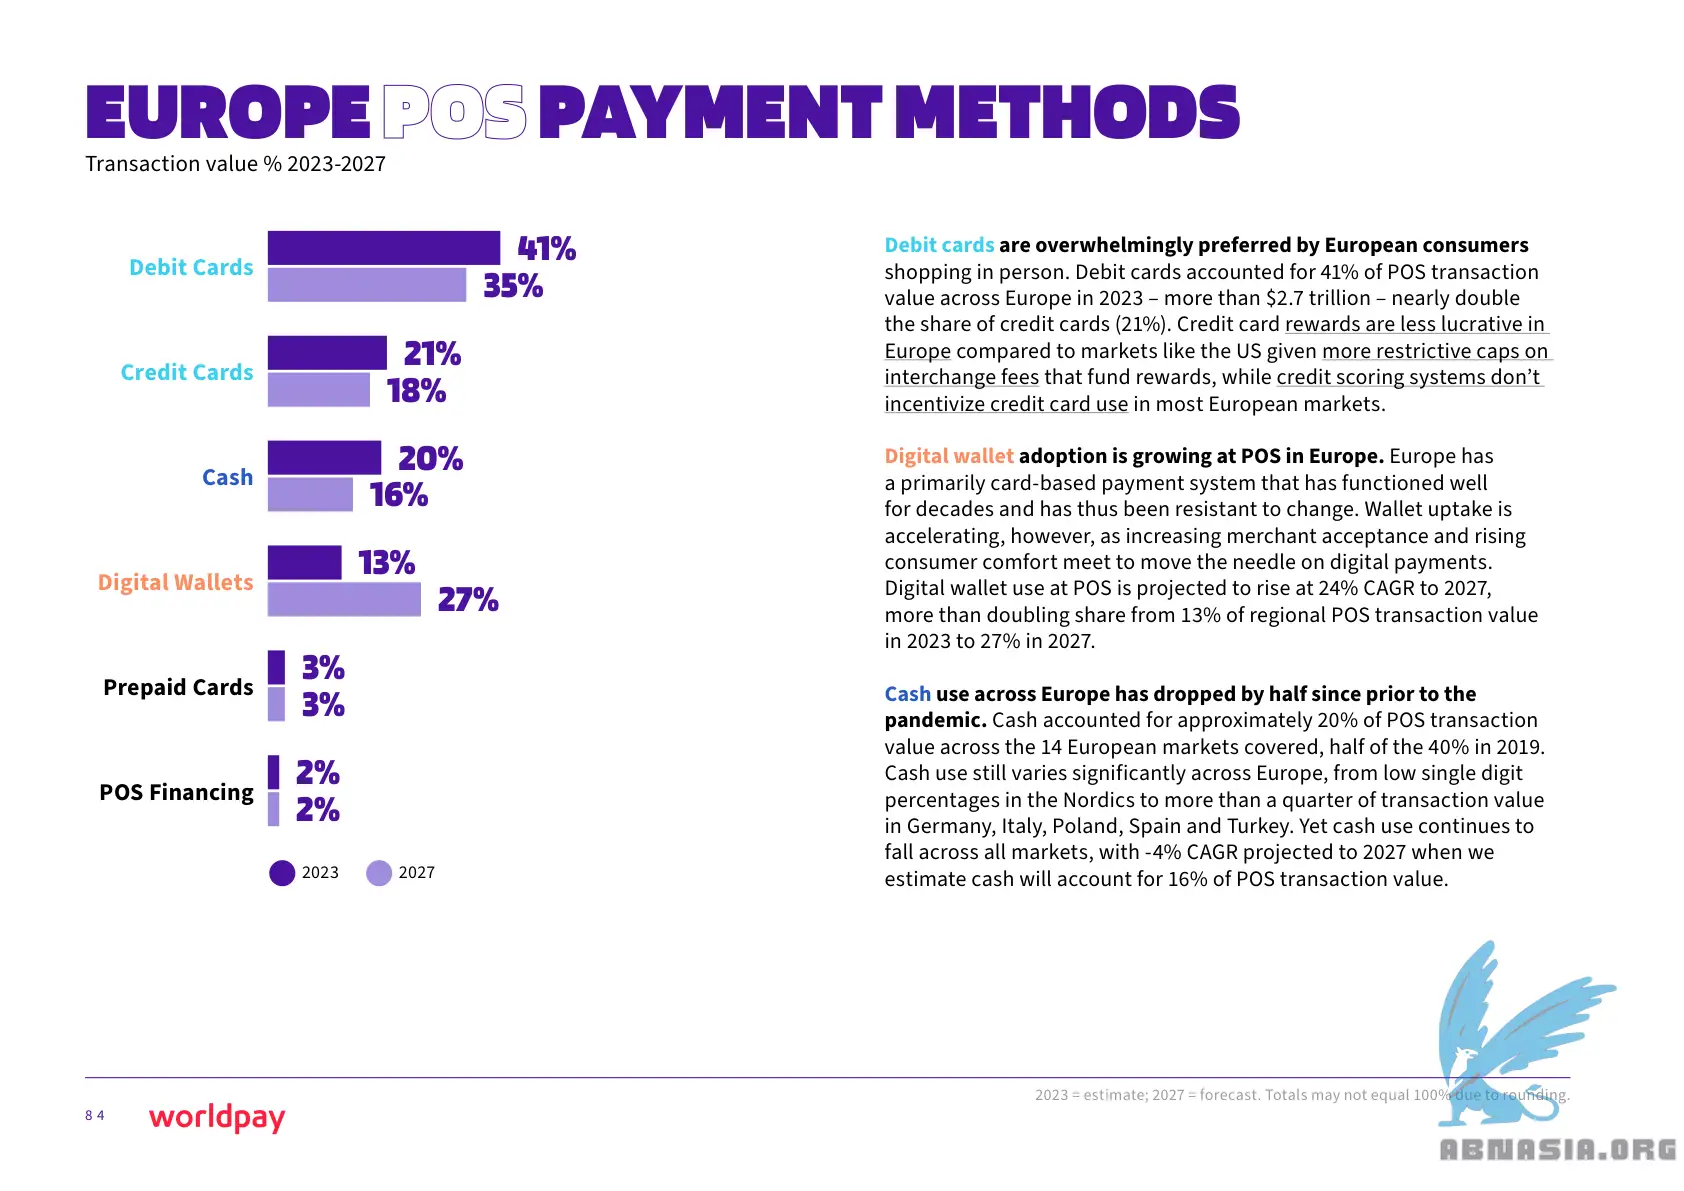 EUROPE POS PAYMENT METHODS
Transaction value % 2023-2027
Debit Cards
41%
35%
Credit Cards
21%
18%
Cash
20%
16%
Digital Wallets
13%
27%
Prepaid Cards
3%
3%
POS Financing
2%
2%
2023
2027
Debit cards are overwhelmingly preferred by European consumers
shopping in person. Debit cards accounted for 41% of POS transaction
value across Europe in 2023 – more than $2.7 trillion – nearly double
the share of credit cards (21%). Credit card rewards are less lucrative in
Europe compared to markets like the US given more restrictive caps on
interchange fees that fund rewards, while credit scoring systems don’t
incentivize credit card use in most European markets.
Digital wallet adoption is growing at POS in Europe. Europe has
a primarily card-based payment system that has functioned well
for decades and has thus been resistant to change. Wallet uptake is
accelerating, however, as increasing merchant acceptance and rising
consumer comfort meet to move the needle on digital payments.
Digital wallet use at POS is projected to rise at 24% CAGR to 2027,
more than doubling share from 13% of regional POS transaction value
in 2023 to 27% in 2027.
Cash use across Europe has dropped by half since prior to the
pandemic. Cash accounted for approximately 20% of POS transaction
value across the 14 European markets covered, half of the 40% in 2019.
Cash use still varies significantly across Europe, from low single digit
percentages in the Nordics to more than a quarter of transaction value
in Germany, Italy, Poland, Spain and Turkey. Yet cash use continues to
fall across all markets, with -4% CAGR projected to 2027 when we
estimate cash will account for 16% of POS transaction value.
2023 = estimate; 2027 = forecast. Totals may not equal 100% due to rounding.
84
worldpay
ABNASIA.ORG